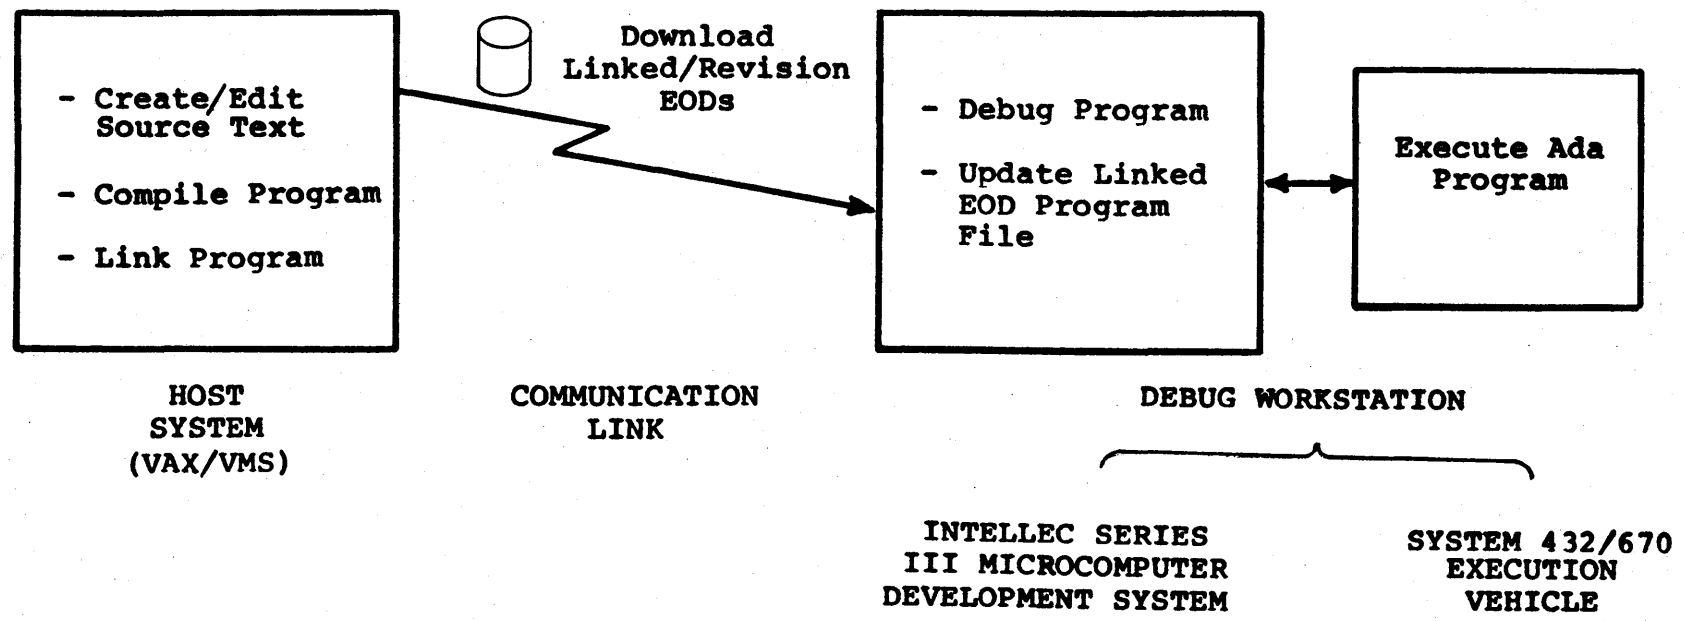 - Create/Edit
Source Text
- Compile Program
- Link Program
Download
Linked/Revision
EODs
- Debug Program
- Update Linked
EOD Program
File
Execute Ada
Program
HOST
SYSTEM
(VAX/VMS)
COMMUNICATION
LINK
DEBUG WORKSTATION
INTELLEC SERIES
III MICROCOMPUTER
DEVELOPMENT SYSTEM
SYSTEM 432/670
EXECUTION
VEHICLE